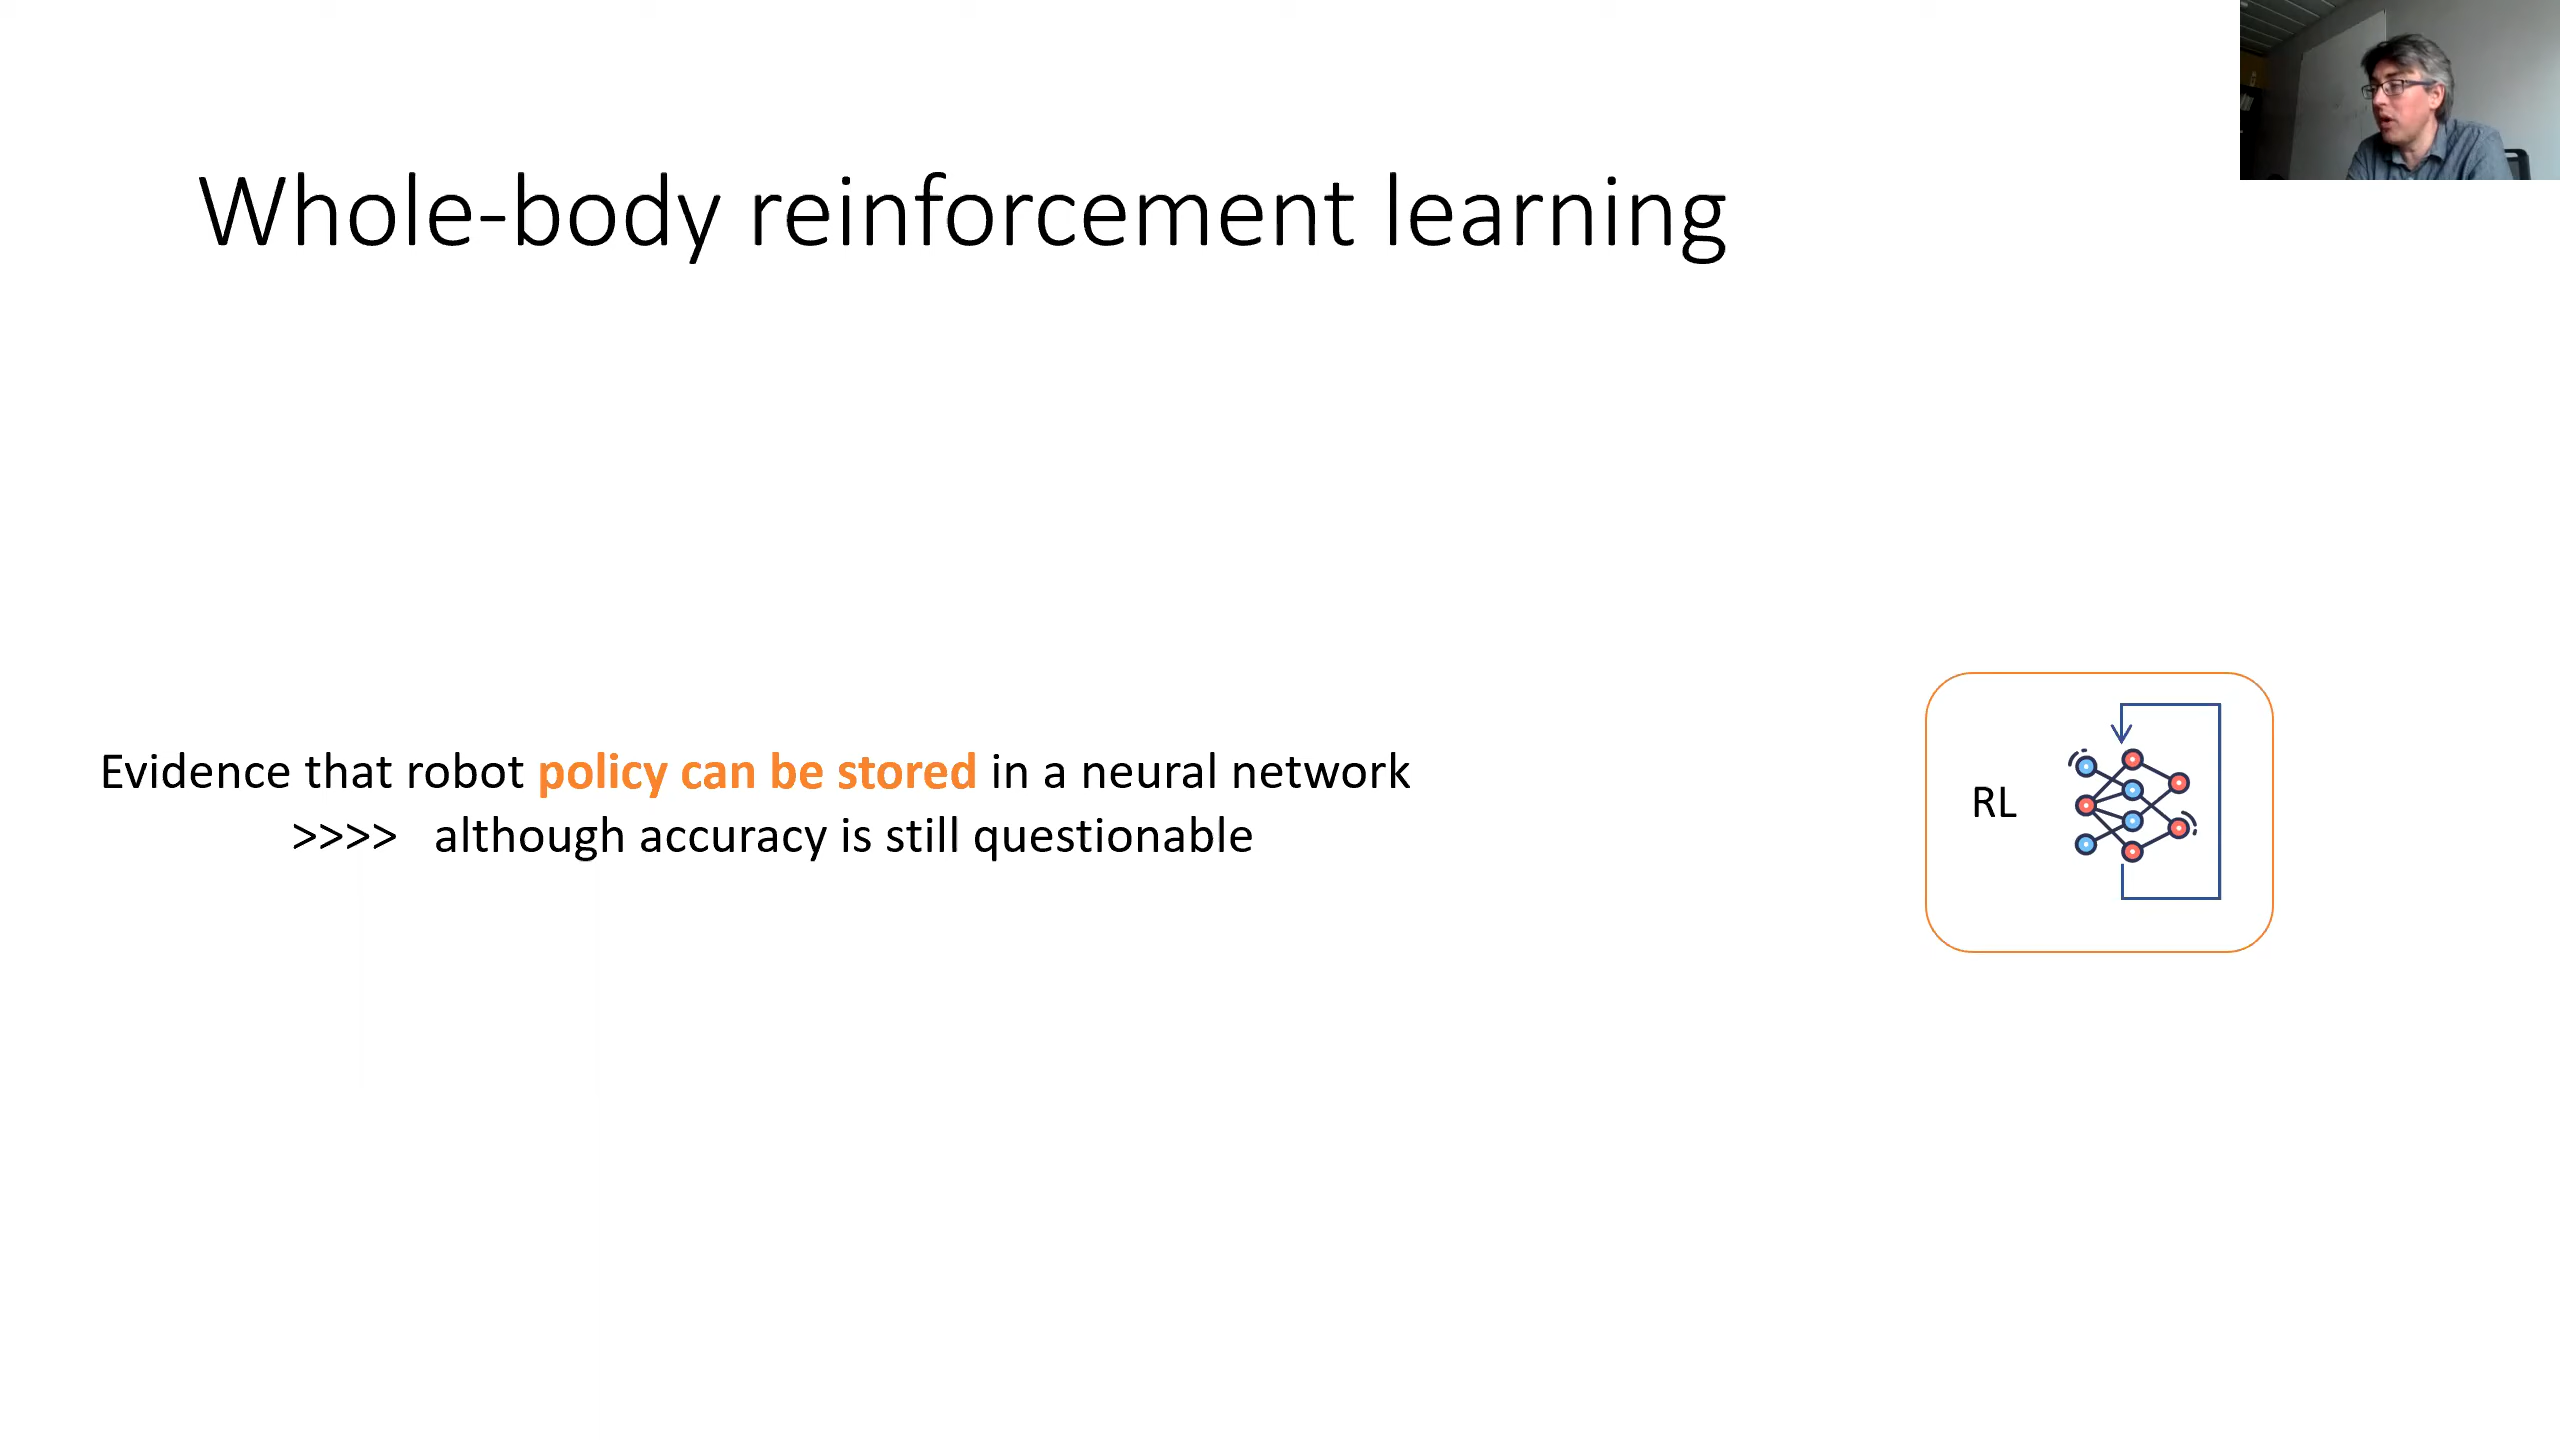 Whole-body reinforcement learning
Evidence that robot policy can be stored in a neural network
>>>> although accuracy is still questionable
RL